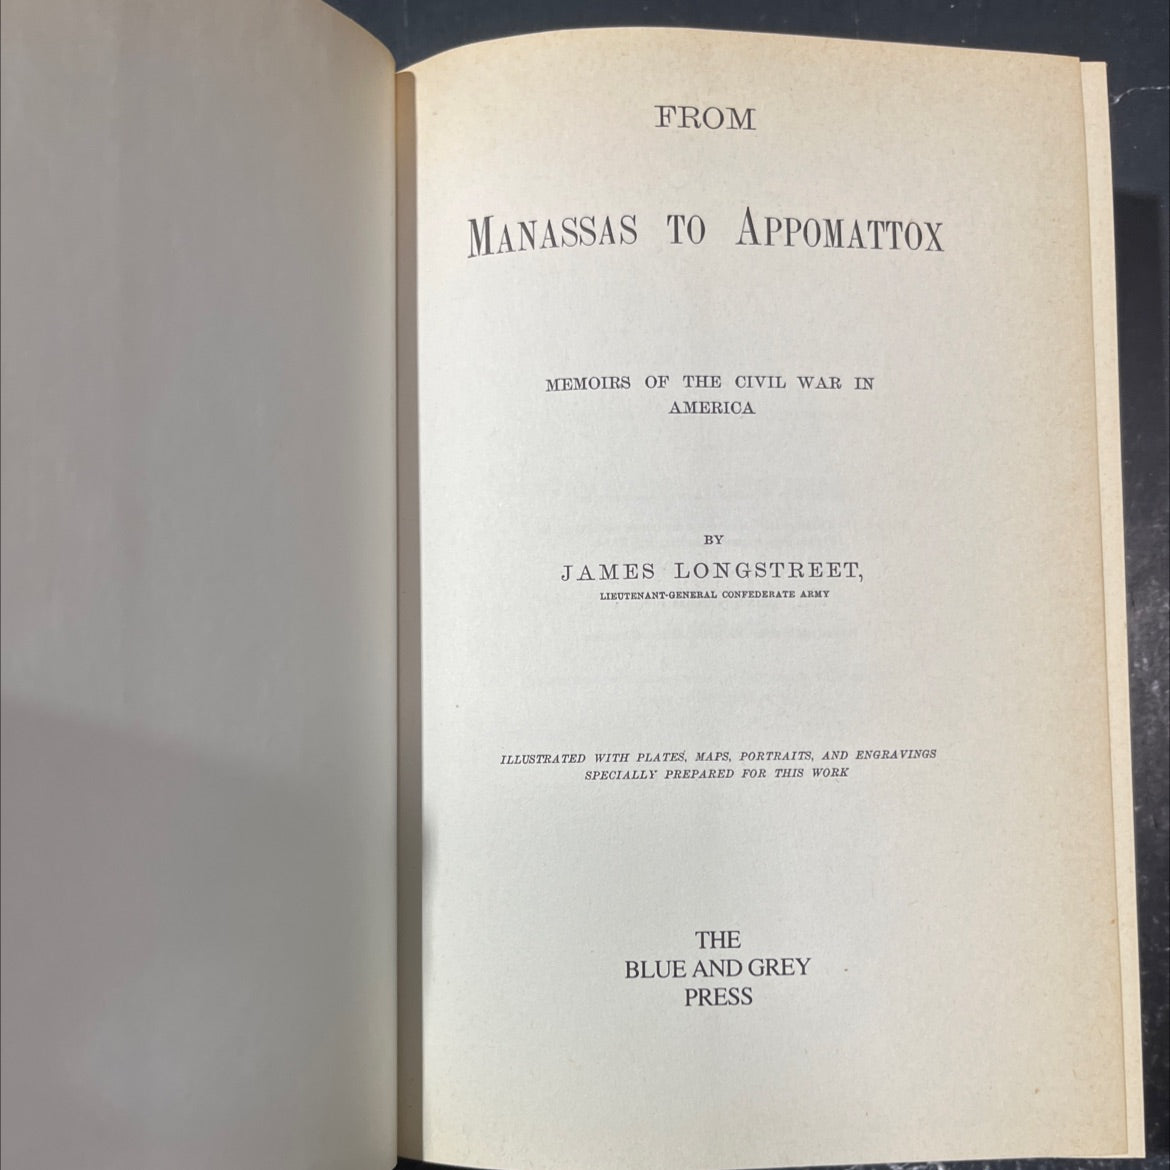 FROM
MANASSAS TO APPOMATTOX
MEMOIRS OF THE CIVIL WAR IN
AMERICA
BY
JAMES LONGSTREET,
LIEUTENANT-GENERAL CONFEDERATE ARMY
ILLUSTRATED WITH PLATES, MAPS, PORTRAITS, AND ENGRAVINGS
SPECIALLY PREPARED FOR THIS WORK
THE
BLUE AND GREY
PRESS